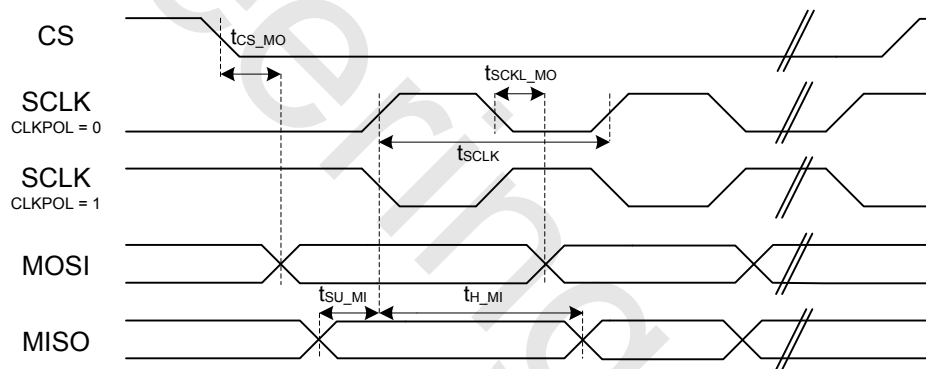 CS
tCS_MO
tSCKL_MO
SCLK
CLKPOL = 0
tSCLK
SCLK
CLKPOL = 1
MOSI
tSU_MI
tH_MI
MISO